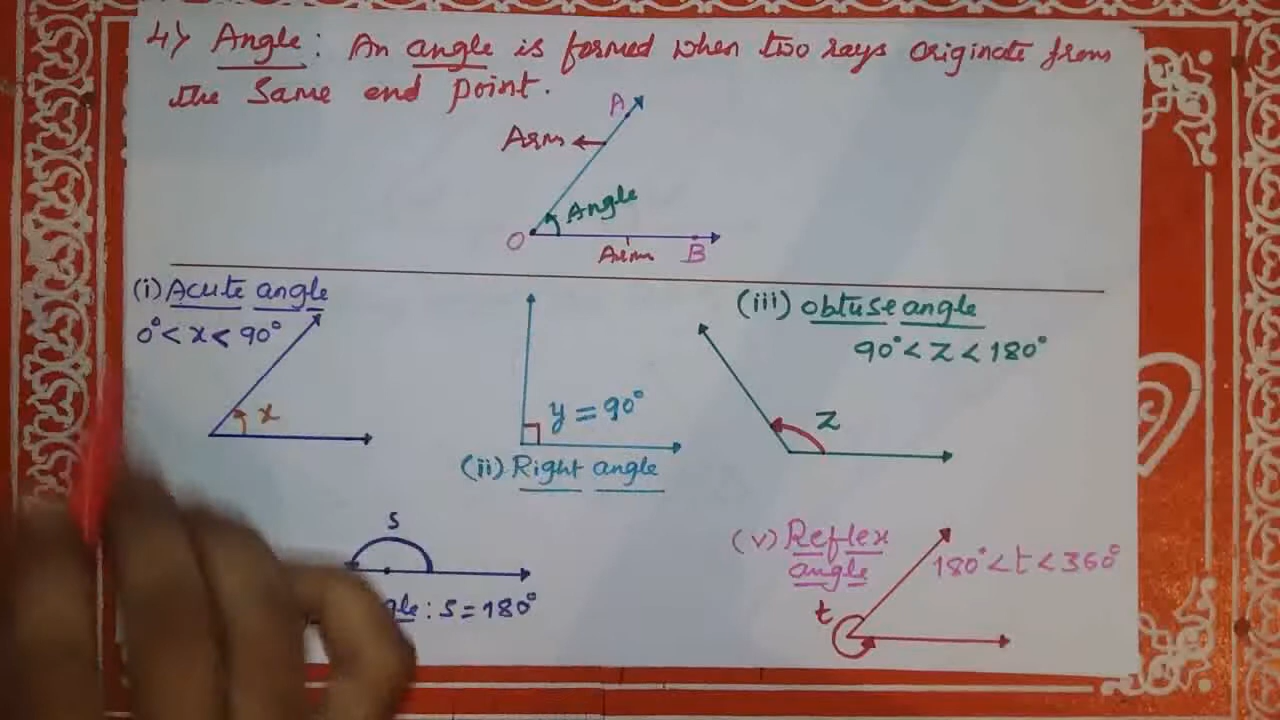 4) Angle: An angle is formed when two rays originate from
the Same end point.
A
Arm
Angle
O
Arm
B
(i) Acute angle
0° < x < 90°
x
y = 90°
(ii) Right angle
(iii) obtuse angle
90° < z < 180°
z
s
gle: s = 180°
(v) Reflex
angle
180° < t < 360°
t